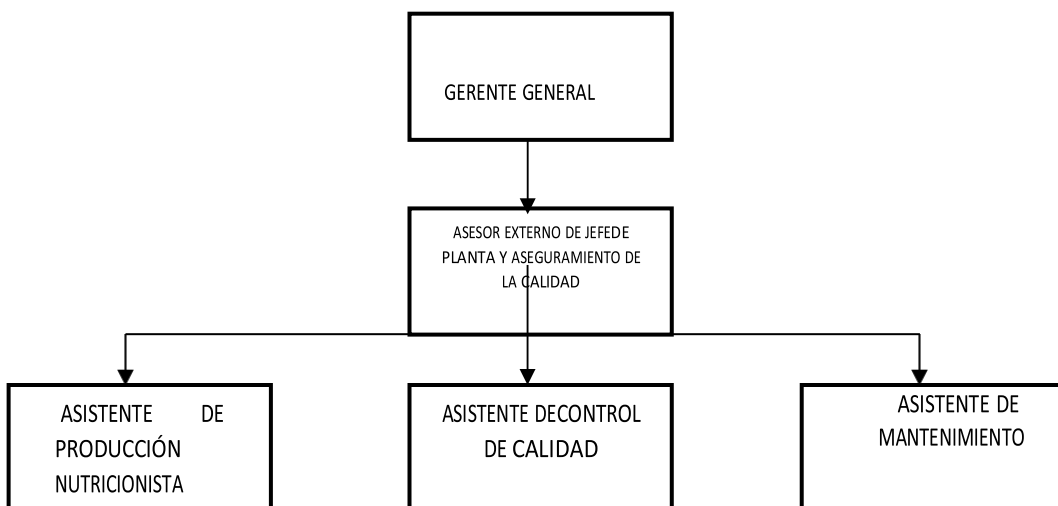 GERENTE GENERAL
ASESOR EXTERNO DE JEFEDE
PLANTA Y ASEGURAMIENTO DE
LA CALIDAD
ASISTENTE DE
PRODUCCIÓN
NUTRICIONISTA
ASISTENTE DECONTROL
DE CALIDAD
ASISTENTE DE
MANTENIMIENTO